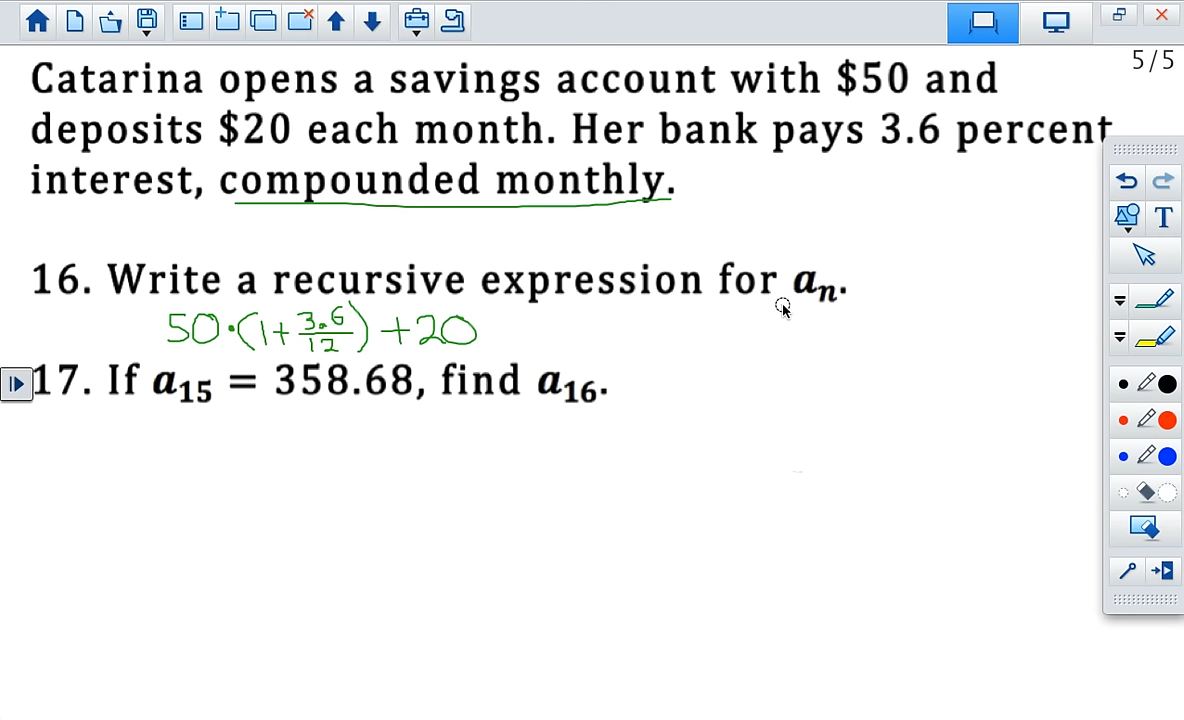 5/5
Catarina opens a savings account with $50 and
deposits $20 each month. Her bank pays 3.6 percent
interest, compounded monthly.
16. Write a recursive expression for aₙ.
50·(1+3.6/12)+20
17. If a₁₅ = 358.68, find a₁₆.
T